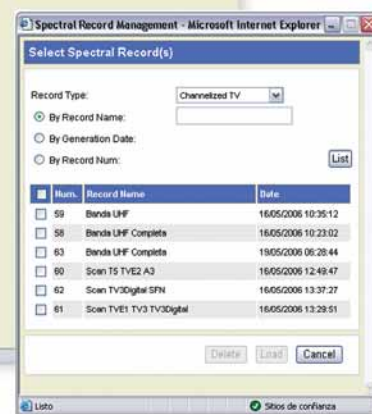 Spectral Record Management - Microsoft Internet Explorer
Select Spectral Record(s)
Record Type: Channelized TV
By Record Name:
By Generation Date:
By Record Num: List
Num. Record Name Date
59 Banda UHF 16/05/2006 10:35:12
58 Banda UHF Completa 16/05/2006 10:23:02
63 Banda UHF Completa 19/05/2006 06:28:44
60 Scan T5 TVE2 A3 16/05/2006 12:49:47
62 Scan TV3Digital SFN 16/05/2006 13:37:27
61 Scan TVE1 TV3 TV3Digital 16/05/2006 13:29:51
Delete Load Cancel
Listo Sitios de confianza